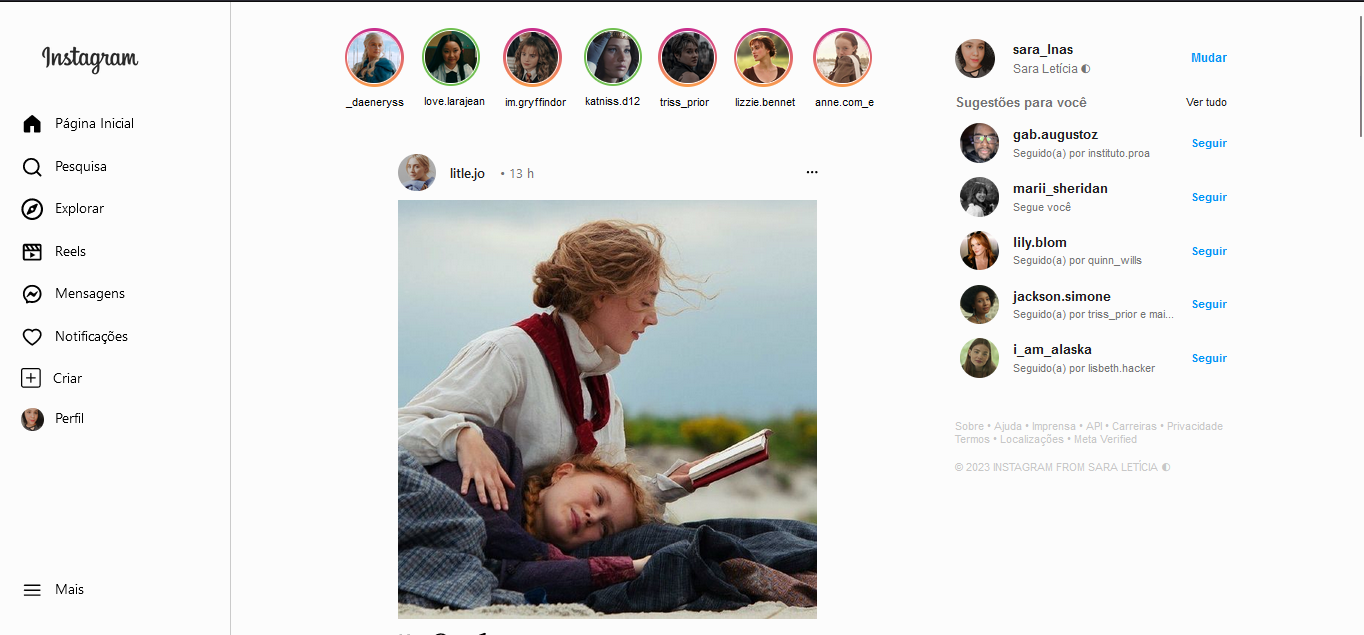 Instagram
Página Inicial
Pesquisa
Explorar
Reels
Mensagens
Notificações
Criar
Perfil
Mais
_daeneryss love.larajean im.gryffindor katniss.d12 triss_prior lizzie.bennet anne.com_e
litle.jo • 13 h
sara_lnas
Sara Letícia
Mudar
Sugestões para você
Ver tudo
gab.augustoz
Seguido(a) por instituto.proa
Seguir
marii_sheridan
Segue você
Seguir
lily.blom
Seguido(a) por quinn_wills
Seguir
jackson.simone
Seguido(a) por triss_prior e mai...
Seguir
i_am_alaska
Seguido(a) por lisbeth.hacker
Seguir
Sobre • Ajuda • Imprensa • API • Carreiras • Privacidade
Termos • Localizações • Meta Verified
© 2023 INSTAGRAM FROM SARA LETÍCIA